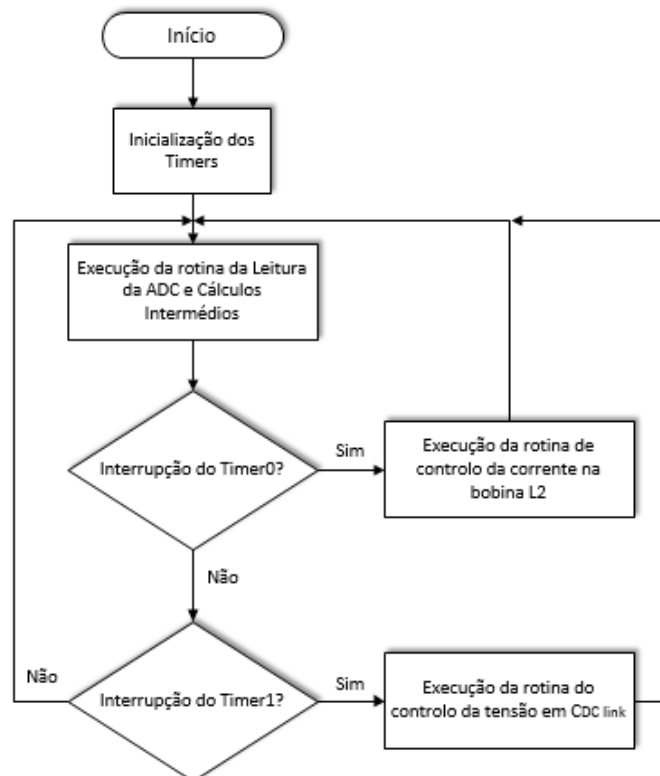 Início
Inicialização dos
Timers
Execução da rotina da Leitura
da ADC e Cálculos
Intermédios
Interrupção do Timer0?
Sim
Execução da rotina de
controlo da corrente na
bobina L2
Não
Não
Interrupção do Timer1?
Sim
Execução da rotina do
controlo da tensão em CDC link